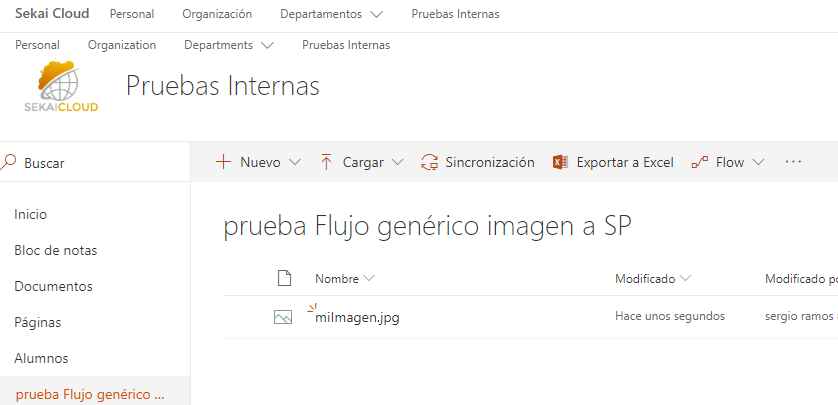 Sekai Cloud Personal Organización Departamentos Pruebas Internas
Personal Organization Departments Pruebas Internas
SEKAICLOUD
Pruebas Internas
Buscar
Nuevo Cargar Sincronización Exportar a Excel Flow ...
Inicio
Bloc de notas
Documentos
Páginas
Alumnos
prueba Flujo genérico ...
prueba Flujo genérico imagen a SP
Nombre Modificado Modificado po
miImagen.jpg Hace unos segundos sergio ramos